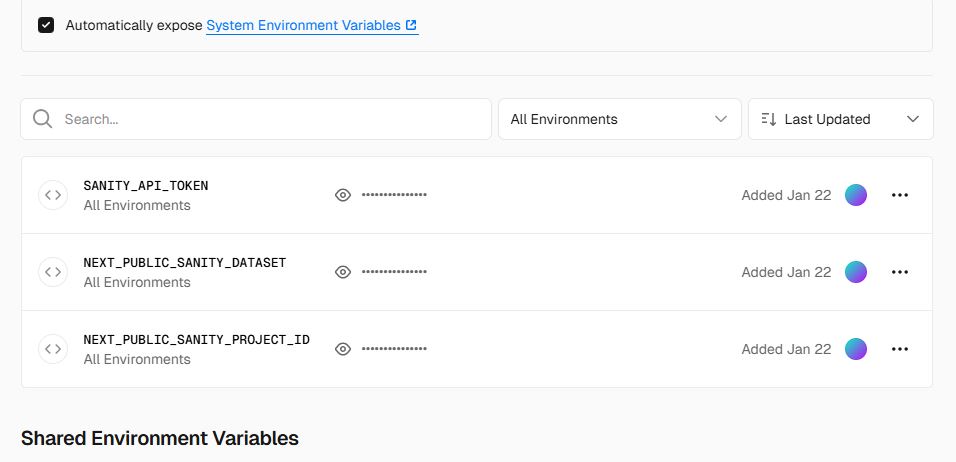 Automatically expose System Environment Variables
Search...
All Environments
Last Updated
SANITY_API_TOKEN
All Environments
••••••••••••••• Added Jan 22
NEXT_PUBLIC_SANITY_DATASET
All Environments
••••••••••••••• Added Jan 22
NEXT_PUBLIC_SANITY_PROJECT_ID
All Environments
••••••••••••••• Added Jan 22
Shared Environment Variables